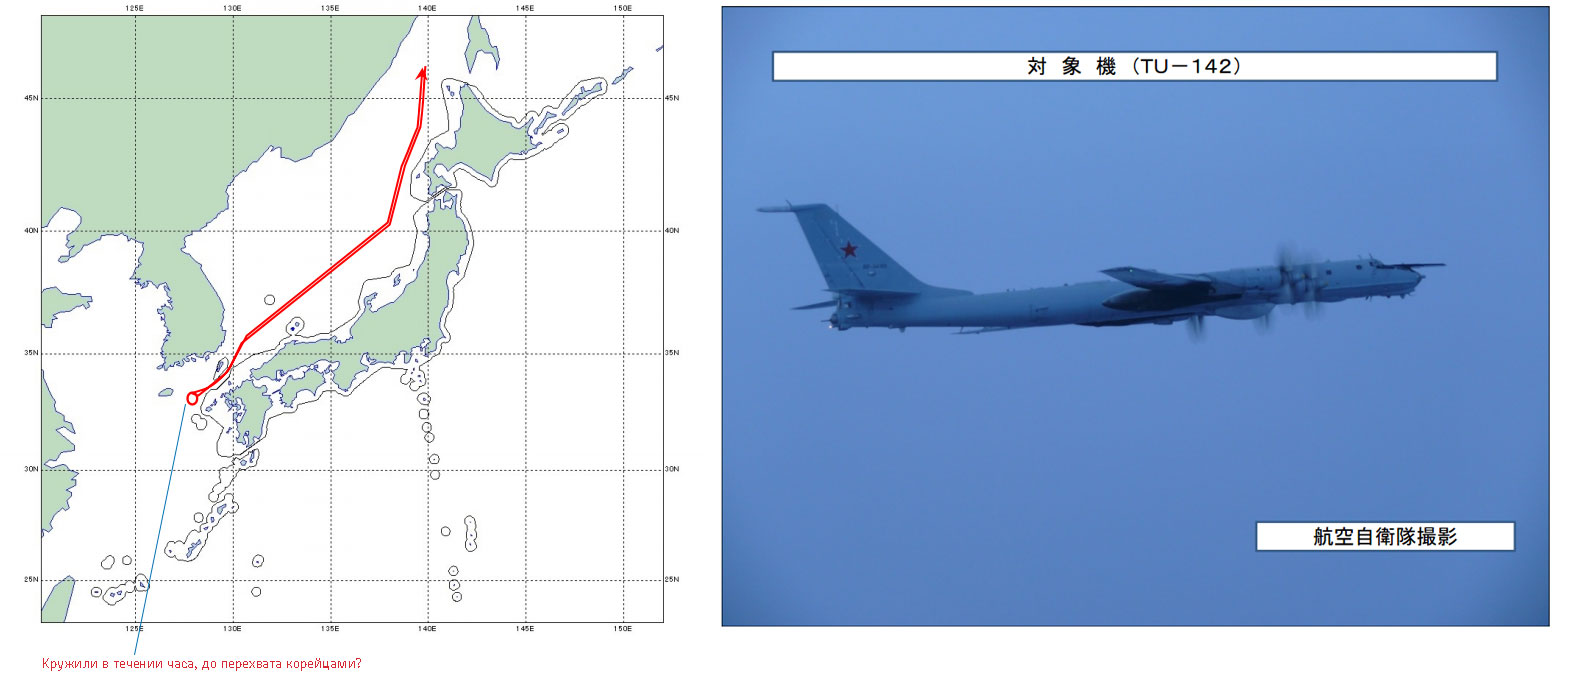 125E 130E 135E 140E 145E 150E
45N 45N
40N 40N
35N 35N
30N 30N
25N 25N
125E 130E 135E 140E 145E 150E
Кружили в течении часа, до перехвата корейцами?
対 象 機 (TU-142)
航空自衛隊撮影